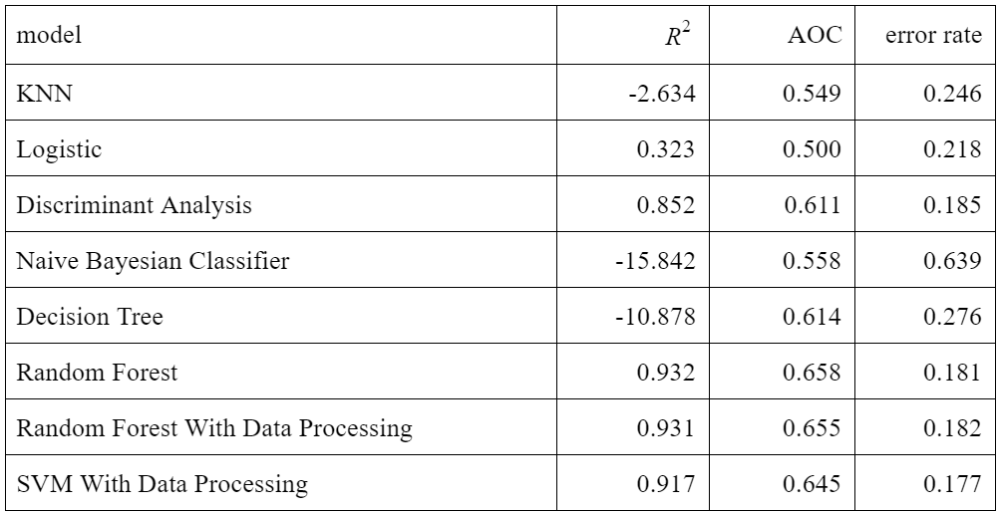 model R² AOC error rate
KNN -2.634 0.549 0.246
Logistic 0.323 0.500 0.218
Discriminant Analysis 0.852 0.611 0.185
Naive Bayesian Classifier -15.842 0.558 0.639
Decision Tree -10.878 0.614 0.276
Random Forest 0.932 0.658 0.181
Random Forest With Data Processing 0.931 0.655 0.182
SVM With Data Processing 0.917 0.645 0.177